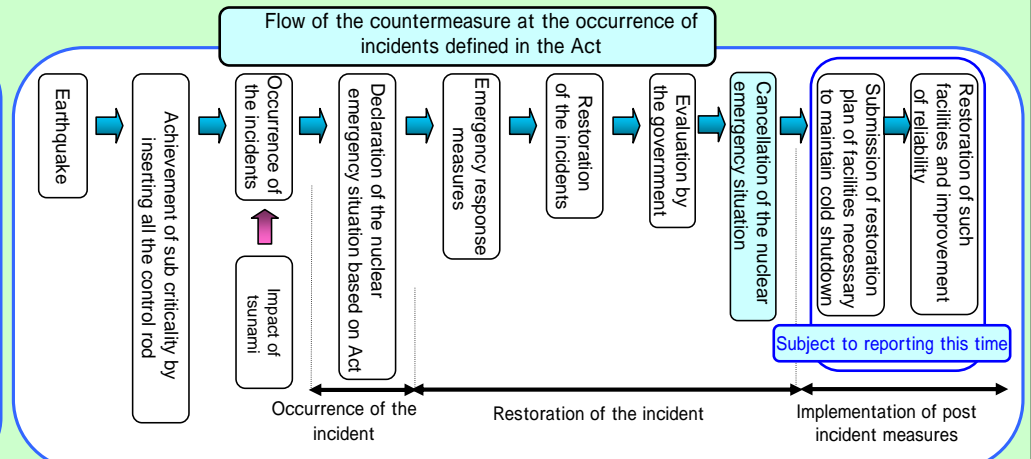 Flow of the countermeasure at the occurrence of
incidents defined in the Act
Earthquake
Achievement of sub criticality by
inserting all the control rod
Occurrence of
the incidents
Impact of
tsunami
Declaration of the nuclear
emergency situation based on Act
Emergency response
measures
Restoration
of the incidents
Evaluation by
the government
Cancellation of the nuclear
emergency situation
Submission of restoration
plan of facilities necessary
to maintain cold shutdown
Restoration of such
facilities and improvement
of reliability
Subject to reporting this time
Occurrence of the
incident
Restoration of the incident
Implementation of post
incident measures